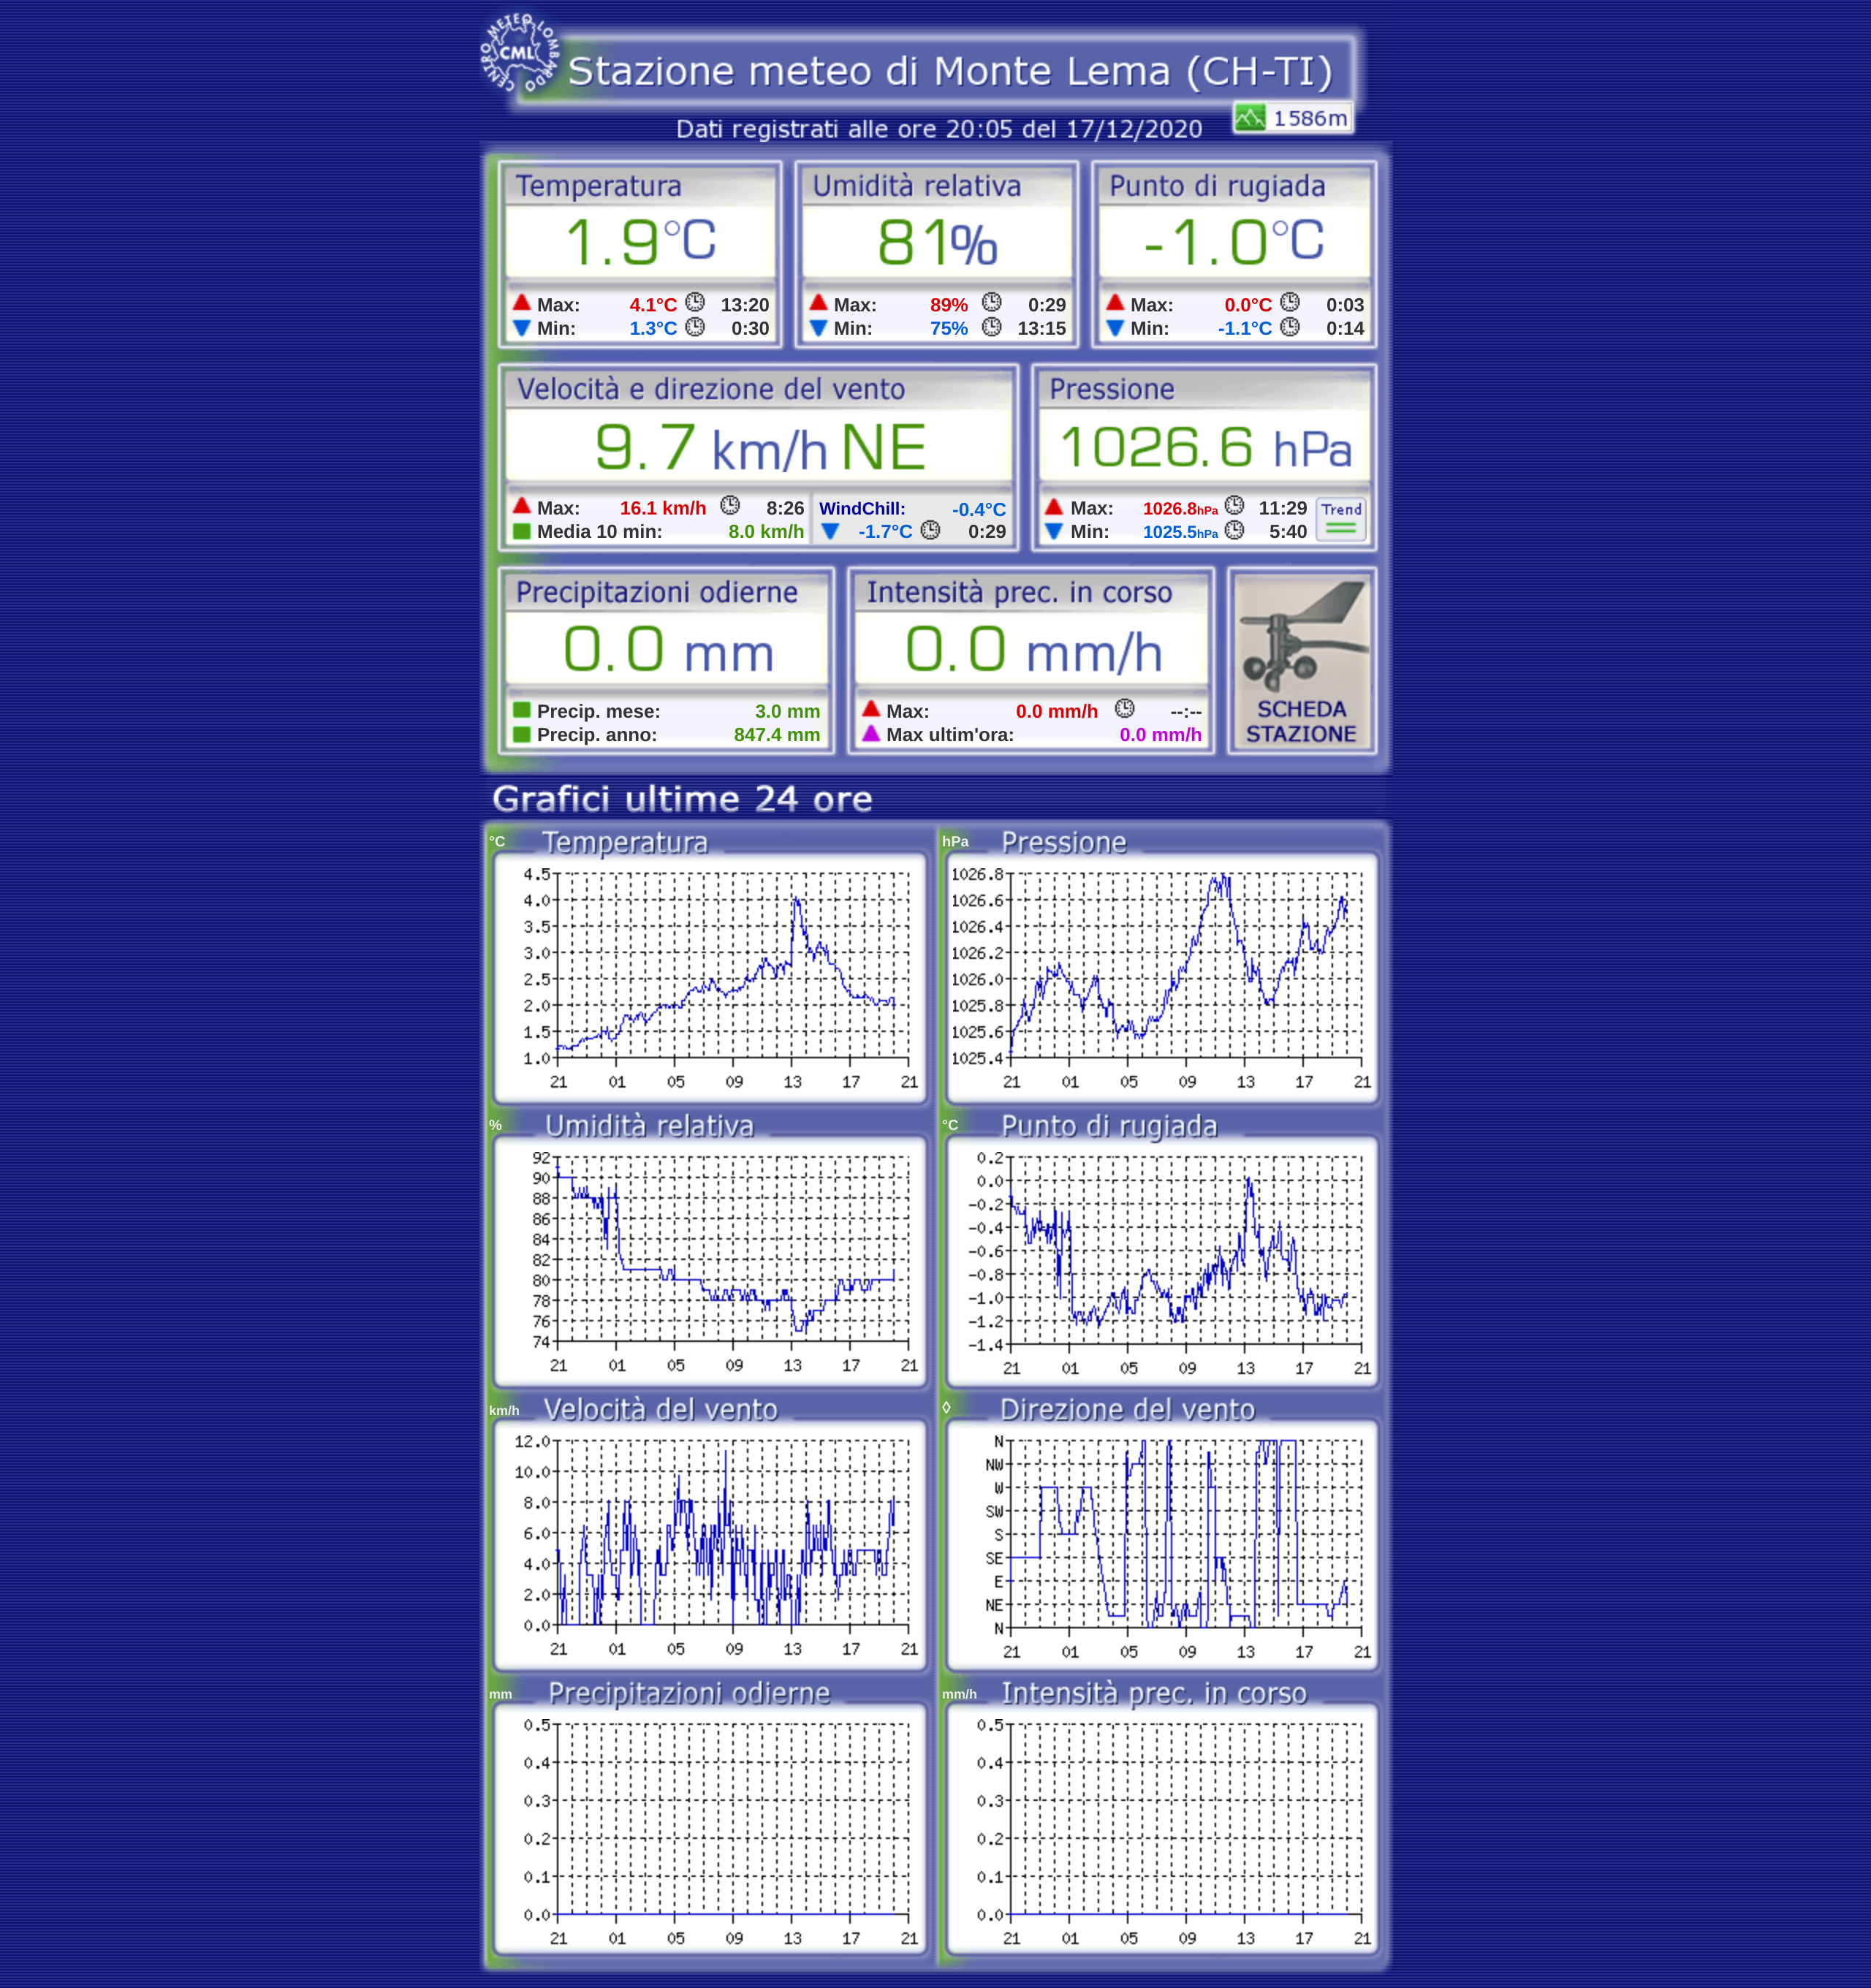 CENTRO METEO LOMBARDO
CML
Stazione meteo di Monte Lema (CH-TI)
1586m
Dati registrati alle ore 20:05 del 17/12/2020
Temperatura Umidità relativa Punto di rugiada
1.9°C 81% -1.0°C
Max: 4.1°C 13:20 Max: 89% 0:29 Max: 0.0°C 0:03
Min: 1.3°C 0:30 Min: 75% 13:15 Min: -1.1°C 0:14
Velocità e direzione del vento Pressione
9.7 km/h NE 1026.6 hPa
Max: 16.1 km/h 8:26 WindChill: -0.4°C Max: 1026.8hPa 11:29 Trend
Media 10 min: 8.0 km/h -1.7°C 0:29 Min: 1025.5hPa 5:40
Precipitazioni odierne Intensità prec. in corso
0.0 mm 0.0 mm/h
Precip. mese: 3.0 mm Max: 0.0 mm/h --:-- SCHEDA
Precip. anno: 847.4 mm Max ultim'ora: 0.0 mm/h STAZIONE
Grafici ultime 24 ore
°C Temperatura
4.5
4.0
3.5
3.0
2.5
2.0
1.5
1.0
21 01 05 09 13 17 21
hPa Pressione
1026.8
1026.6
1026.4
1026.2
1026.0
1025.8
1025.6
1025.4
21 01 05 09 13 17 21
% Umidità relativa
92
90
88
86
84
82
80
78
76
74
21 01 05 09 13 17 21
°C Punto di rugiada
0.2
0.0
-0.2
-0.4
-0.6
-0.8
-1.0
-1.2
-1.4
21 01 05 09 13 17 21
km/h Velocità del vento
12.0
10.0
8.0
6.0
4.0
2.0
0.0
21 01 05 09 13 17 21
◊ Direzione del vento
N
NW
W
SW
S
SE
E
NE
N
21 01 05 09 13 17 21
mm Precipitazioni odierne
0.5
0.4
0.3
0.2
0.1
0.0
21 01 05 09 13 17 21
mm/h Intensità prec. in corso
0.5
0.4
0.3
0.2
0.1
0.0
21 01 05 09 13 17 21